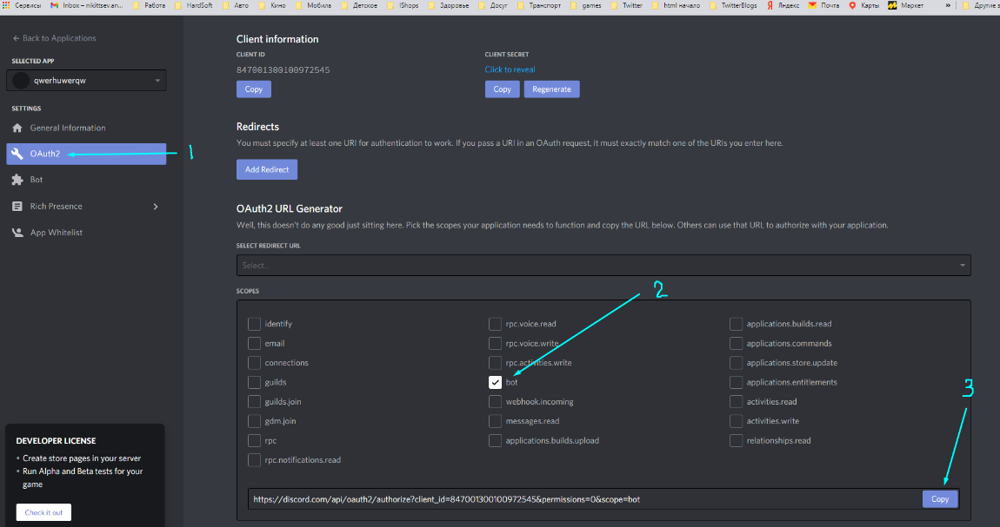 Сервисы Inbox – nikittsev.an... Работа HardSoft Авто Кино Мобила Детское IShops Здоровье Досуг Транспорт games Twitter html начало TwitterBlogs Яндекс Почта Карты Маркет » Другие з
← Back to Applications
SELECTED APP
qwerhuwerqw
SETTINGS
General Information
OAuth2
1
Bot
Rich Presence
App Whitelist
DEVELOPER LICENSE
• Create store pages in your server
• Run Alpha and Beta tests for your
game
Check it out
Client information
CLIENT ID
847001300100972545
Copy
CLIENT SECRET
Click to reveal
Copy Regenerate
Redirects
You must specify at least one URI for authentication to work. If you pass a URI in an OAuth request, it must exactly match one of the URIs you enter here.
Add Redirect
OAuth2 URL Generator
Well, this doesn't do any good just sitting here. Pick the scopes your application needs to function and copy the URL below. Others can use that URL to authorize with your application.
SELECT REDIRECT URL
Select...
SCOPES
2
identify rpc.voice.read applications.builds.read
email rpc.voice.write applications.commands
connections rpc.activities.write applications.store.update
guilds bot applications.entitlements
3
guilds.join webhook.incoming activities.read
gdm.join messages.read activities.write
rpc applications.builds.upload relationships.read
rpc.notifications.read
https://discord.com/api/oauth2/authorize?client_id=847001300100972545&permissions=0&scope=bot
Copy